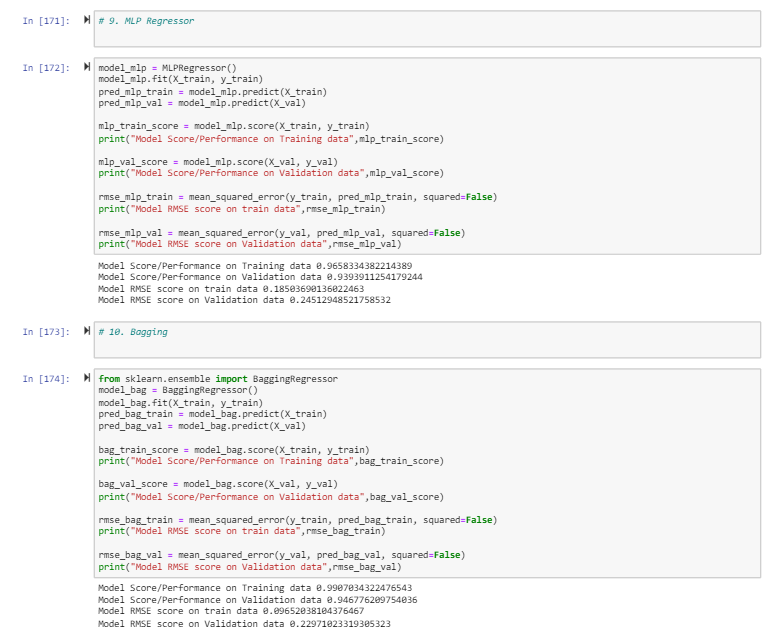 In [171]: # 9. MLP Regressor
In [172]: model_mlp = MLPRegressor()
model_mlp.fit(X_train, y_train)
pred_mlp_train = model_mlp.predict(X_train)
pred_mlp_val = model_mlp.predict(X_val)
mlp_train_score = model_mlp.score(X_train, y_train)
print("Model Score/Performance on Training data",mlp_train_score)
mlp_val_score = model_mlp.score(X_val, y_val)
print("Model Score/Performance on Validation data",mlp_val_score)
rmse_mlp_train = mean_squared_error(y_train, pred_mlp_train, squared=False)
print("Model RMSE score on train data",rmse_mlp_train)
rmse_mlp_val = mean_squared_error(y_val, pred_mlp_val, squared=False)
print("Model RMSE score on Validation data",rmse_mlp_val)
Model Score/Performance on Training data 0.9658334382214389
Model Score/Performance on Validation data 0.9393911254179244
Model RMSE score on train data 0.18503690136022463
Model RMSE score on Validation data 0.24512948521758532
In [173]: # 10. Bagging
In [174]: from sklearn.ensemble import BaggingRegressor
model_bag = BaggingRegressor()
model_bag.fit(X_train, y_train)
pred_bag_train = model_bag.predict(X_train)
pred_bag_val = model_bag.predict(X_val)
bag_train_score = model_bag.score(X_train, y_train)
print("Model Score/Performance on Training data",bag_train_score)
bag_val_score = model_bag.score(X_val, y_val)
print("Model Score/Performance on Validation data",bag_val_score)
rmse_bag_train = mean_squared_error(y_train, pred_bag_train, squared=False)
print("Model RMSE score on train data",rmse_bag_train)
rmse_bag_val = mean_squared_error(y_val, pred_bag_val, squared=False)
print("Model RMSE score on Validation data",rmse_bag_val)
Model Score/Performance on Training data 0.9907034322476543
Model Score/Performance on Validation data 0.946776209754036
Model RMSE score on train data 0.09652038104376467
Model RMSE score on Validation data 0.22971023319305323